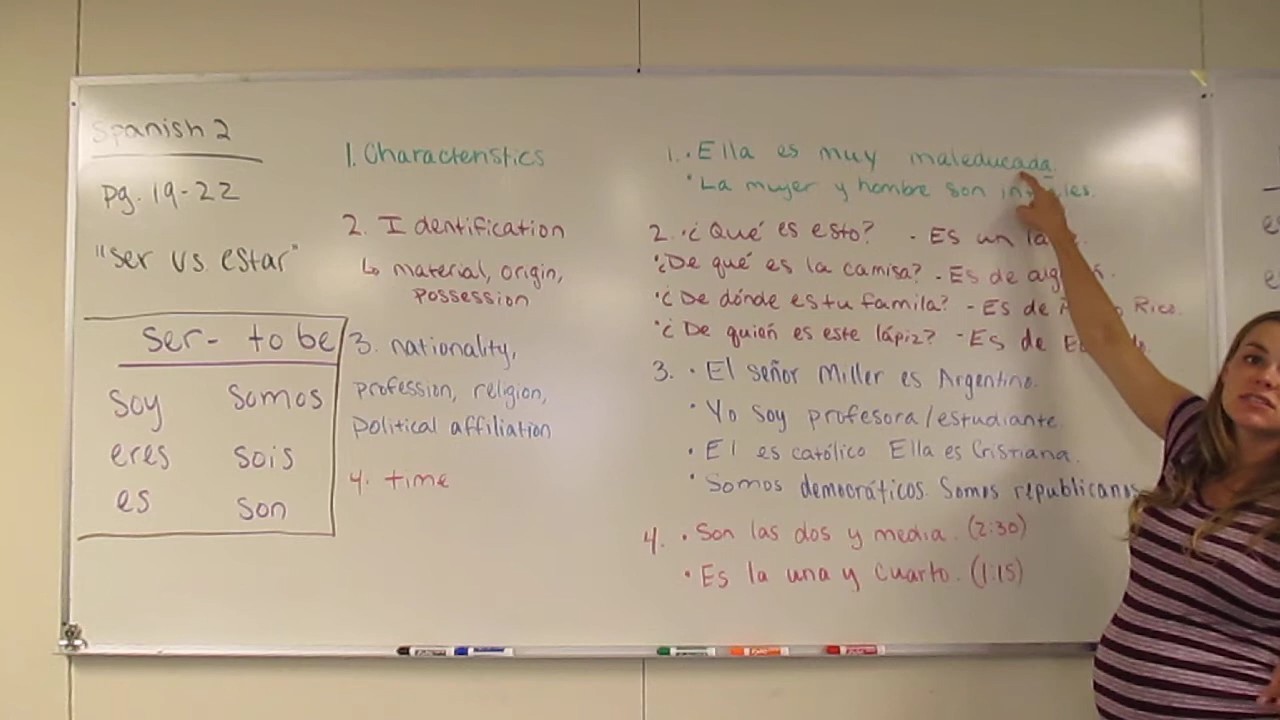 Spanish 2
pg. 19-22
"ser vs. estar"
ser- to be
soy somos
eres sois
es son
1. Characteristics
2. Identification
↳ material, origin,
possession
3. nationality,
profession, religion,
political affiliation
4. time
1. • Ella es muy maleducada.
• La mujer y hombre son
2. • ¿Qué es esto? - Es un
• ¿De qué es la camisa? - Es de
• ¿De dónde es tu famila? - Es de Rico.
• ¿De quién es este lápiz? - Es de
3. • El señor Miller es Argentino.
• Yo soy profesora/estudiante.
• El es católico Ella es Cristiana.
• Somos democráticos. Somos republicanos
4. • Son las dos y media. (2:30)
• Es la una y cuarto. (1:15)